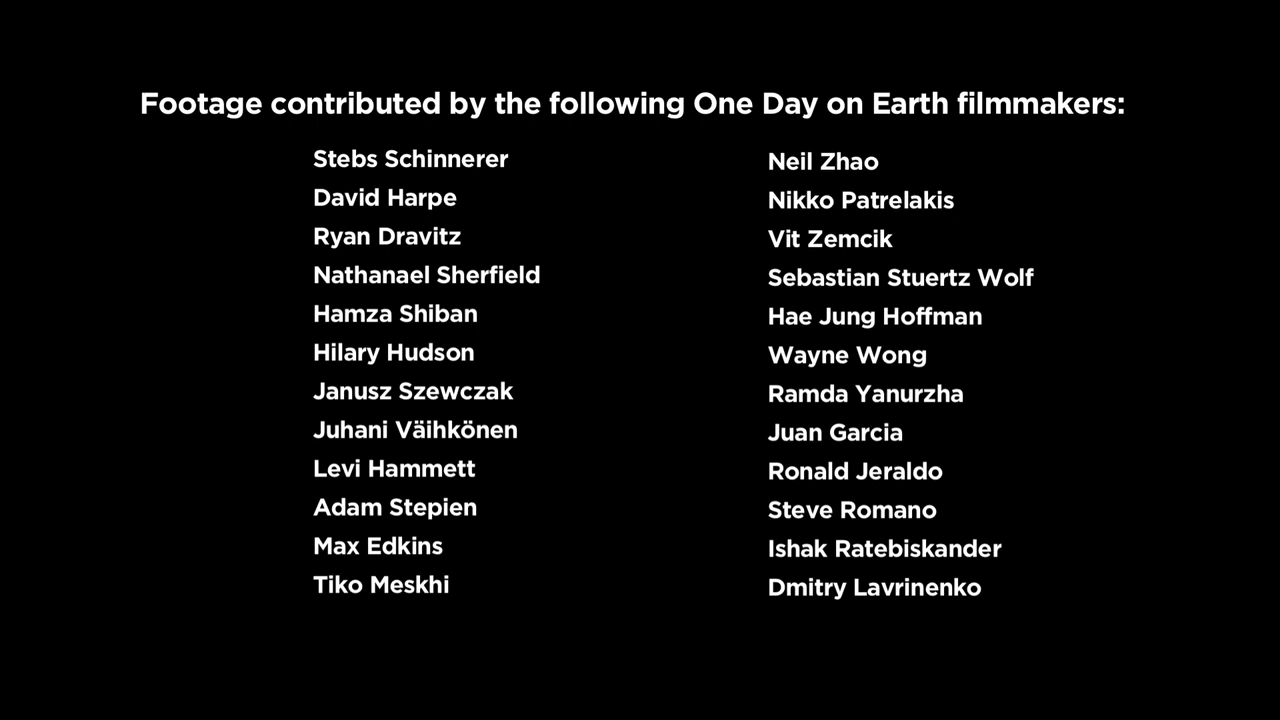 Footage contributed by the following One Day on Earth filmmakers:
Stebs Schinnerer
David Harpe
Ryan Dravitz
Nathanael Sherfield
Hamza Shiban
Hilary Hudson
Janusz Szewczak
Juhani Väihkönen
Levi Hammett
Adam Stepien
Max Edkins
Tiko Meskhi
Neil Zhao
Nikko Patrelakis
Vit Zemcik
Sebastian Stuertz Wolf
Hae Jung Hoffman
Wayne Wong
Ramda Yanurzha
Juan Garcia
Ronald Jeraldo
Steve Romano
Ishak Ratebiskander
Dmitry Lavrinenko